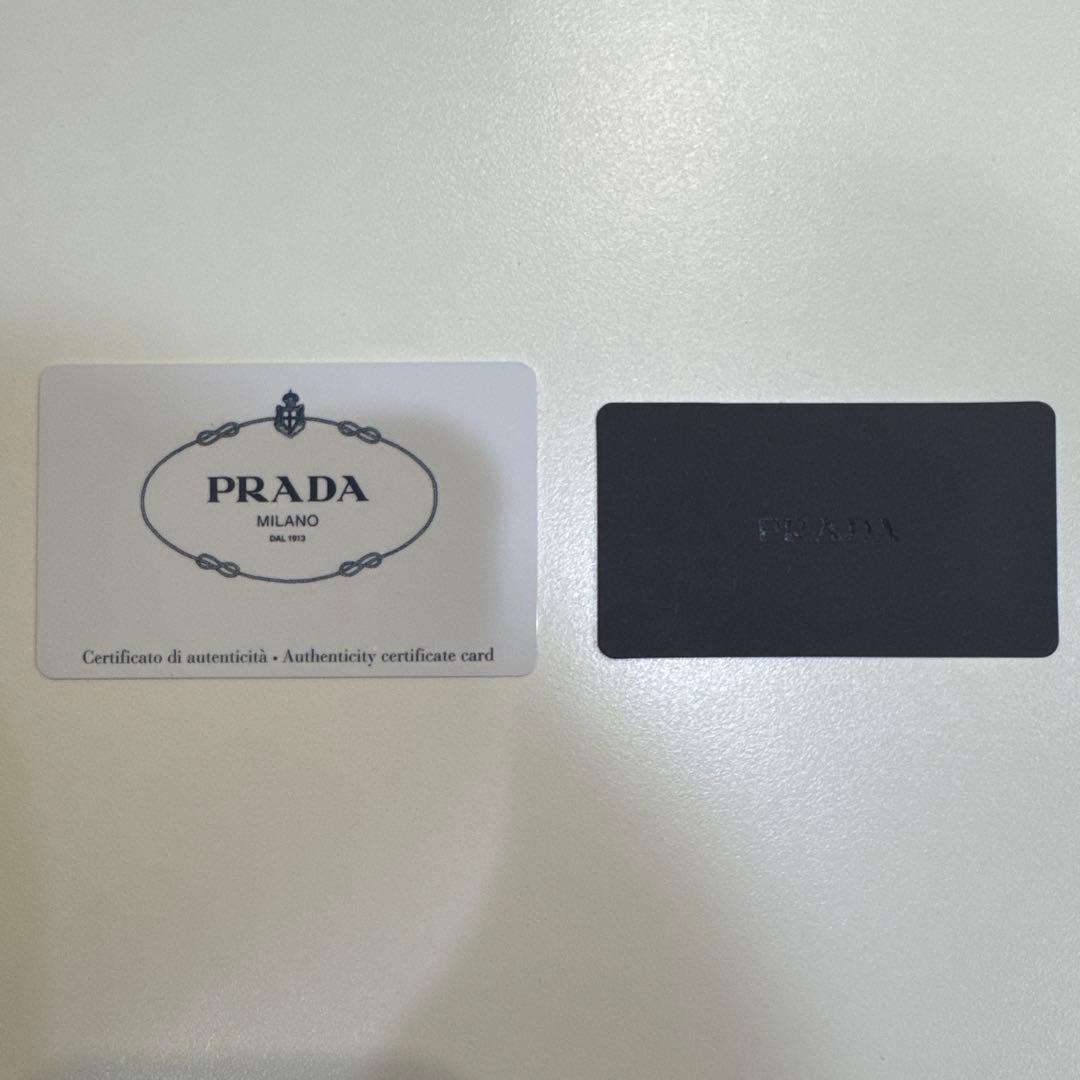 PRADA
MILANO
DAL 1913
Certificato di autenticità • Authenticity certificate card
PRADA